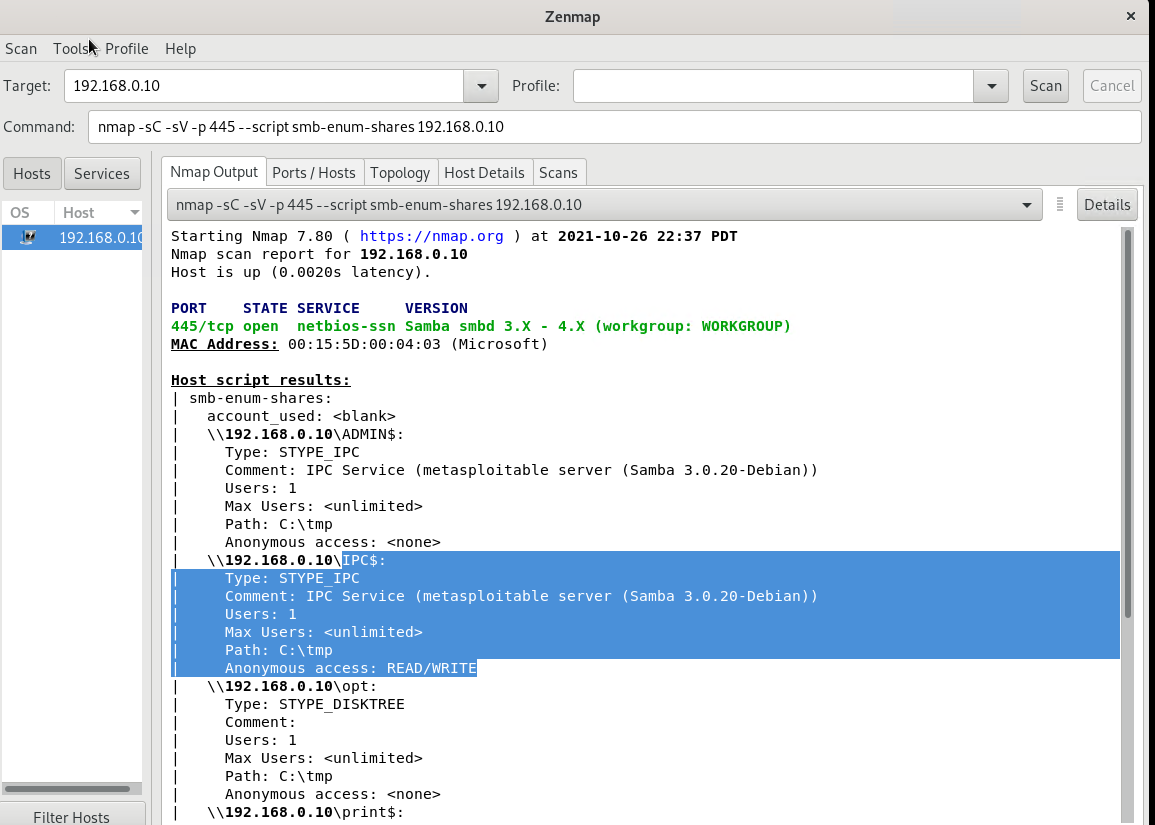 Zenmap
Scan Tools Profile Help
Target: 192.168.0.10 Profile: Scan Cancel
Command: nmap -sC -sV -p 445 --script smb-enum-shares 192.168.0.10
Hosts Services
Nmap Output Ports / Hosts Topology Host Details Scans
OS Host
192.168.0.10
nmap -sC -sV -p 445 --script smb-enum-shares 192.168.0.10 Details
Starting Nmap 7.80 ( https://nmap.org ) at 2021-10-26 22:37 PDT
Nmap scan report for 192.168.0.10
Host is up (0.0020s latency).
PORT    STATE SERVICE     VERSION
445/tcp open  netbios-ssn Samba smbd 3.X - 4.X (workgroup: WORKGROUP)
MAC Address: 00:15:5D:00:04:03 (Microsoft)
Host script results:
| smb-enum-shares:
|   account_used: <blank>
|   \\192.168.0.10\ADMIN$:
|     Type: STYPE_IPC
|     Comment: IPC Service (metasploitable server (Samba 3.0.20-Debian))
|     Users: 1
|     Max Users: <unlimited>
|     Path: C:\tmp
|     Anonymous access: <none>
|   \\192.168.0.10\IPC$:
|     Type: STYPE_IPC
|     Comment: IPC Service (metasploitable server (Samba 3.0.20-Debian))
|     Users: 1
|     Max Users: <unlimited>
|     Path: C:\tmp
|     Anonymous access: READ/WRITE
|   \\192.168.0.10\opt:
|     Type: STYPE_DISKTREE
|     Comment:
|     Users: 1
|     Max Users: <unlimited>
|     Path: C:\tmp
|     Anonymous access: <none>
|   \\192.168.0.10\print$:
Filter Hosts